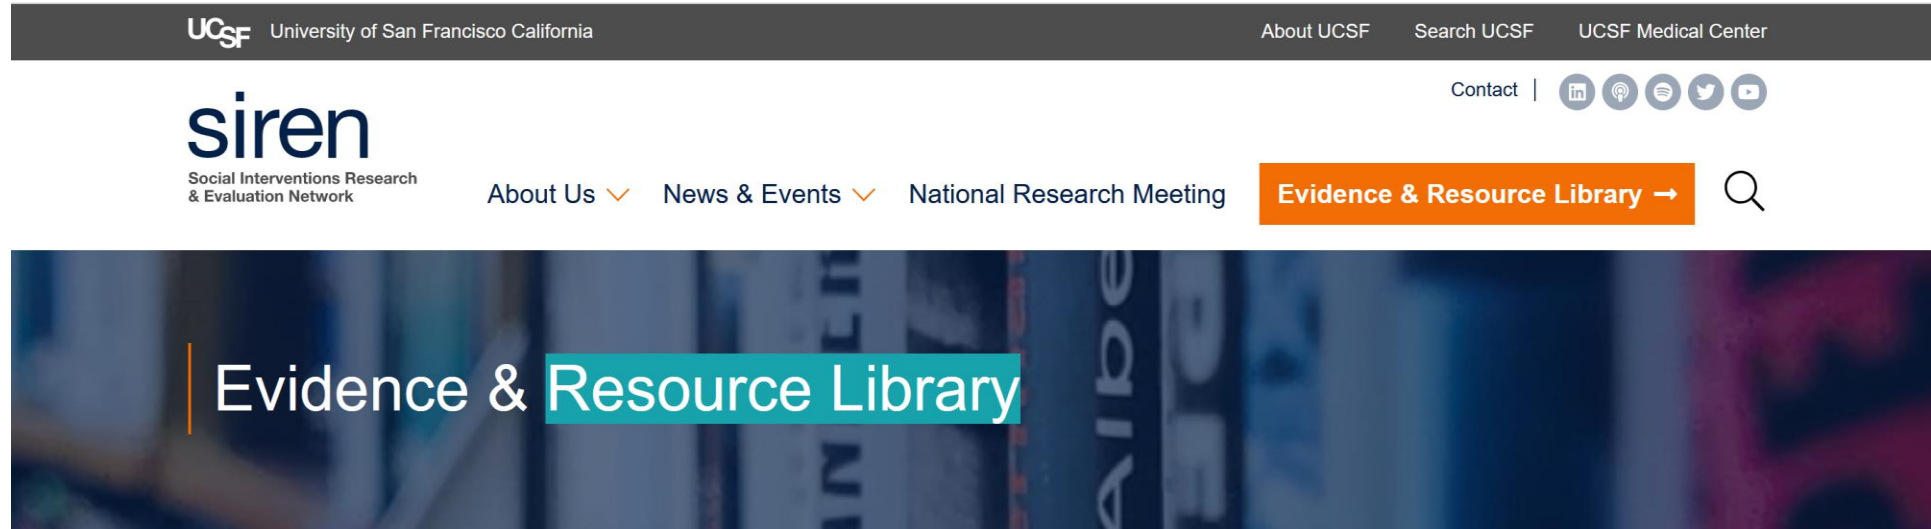 UCSF University of San Francisco California About UCSF Search UCSF UCSF Medical Center
Contact |
siren
Social Interventions Research
& Evaluation Network
About Us News & Events National Research Meeting Evidence & Resource Library →
Evidence & Resource Library
Albe